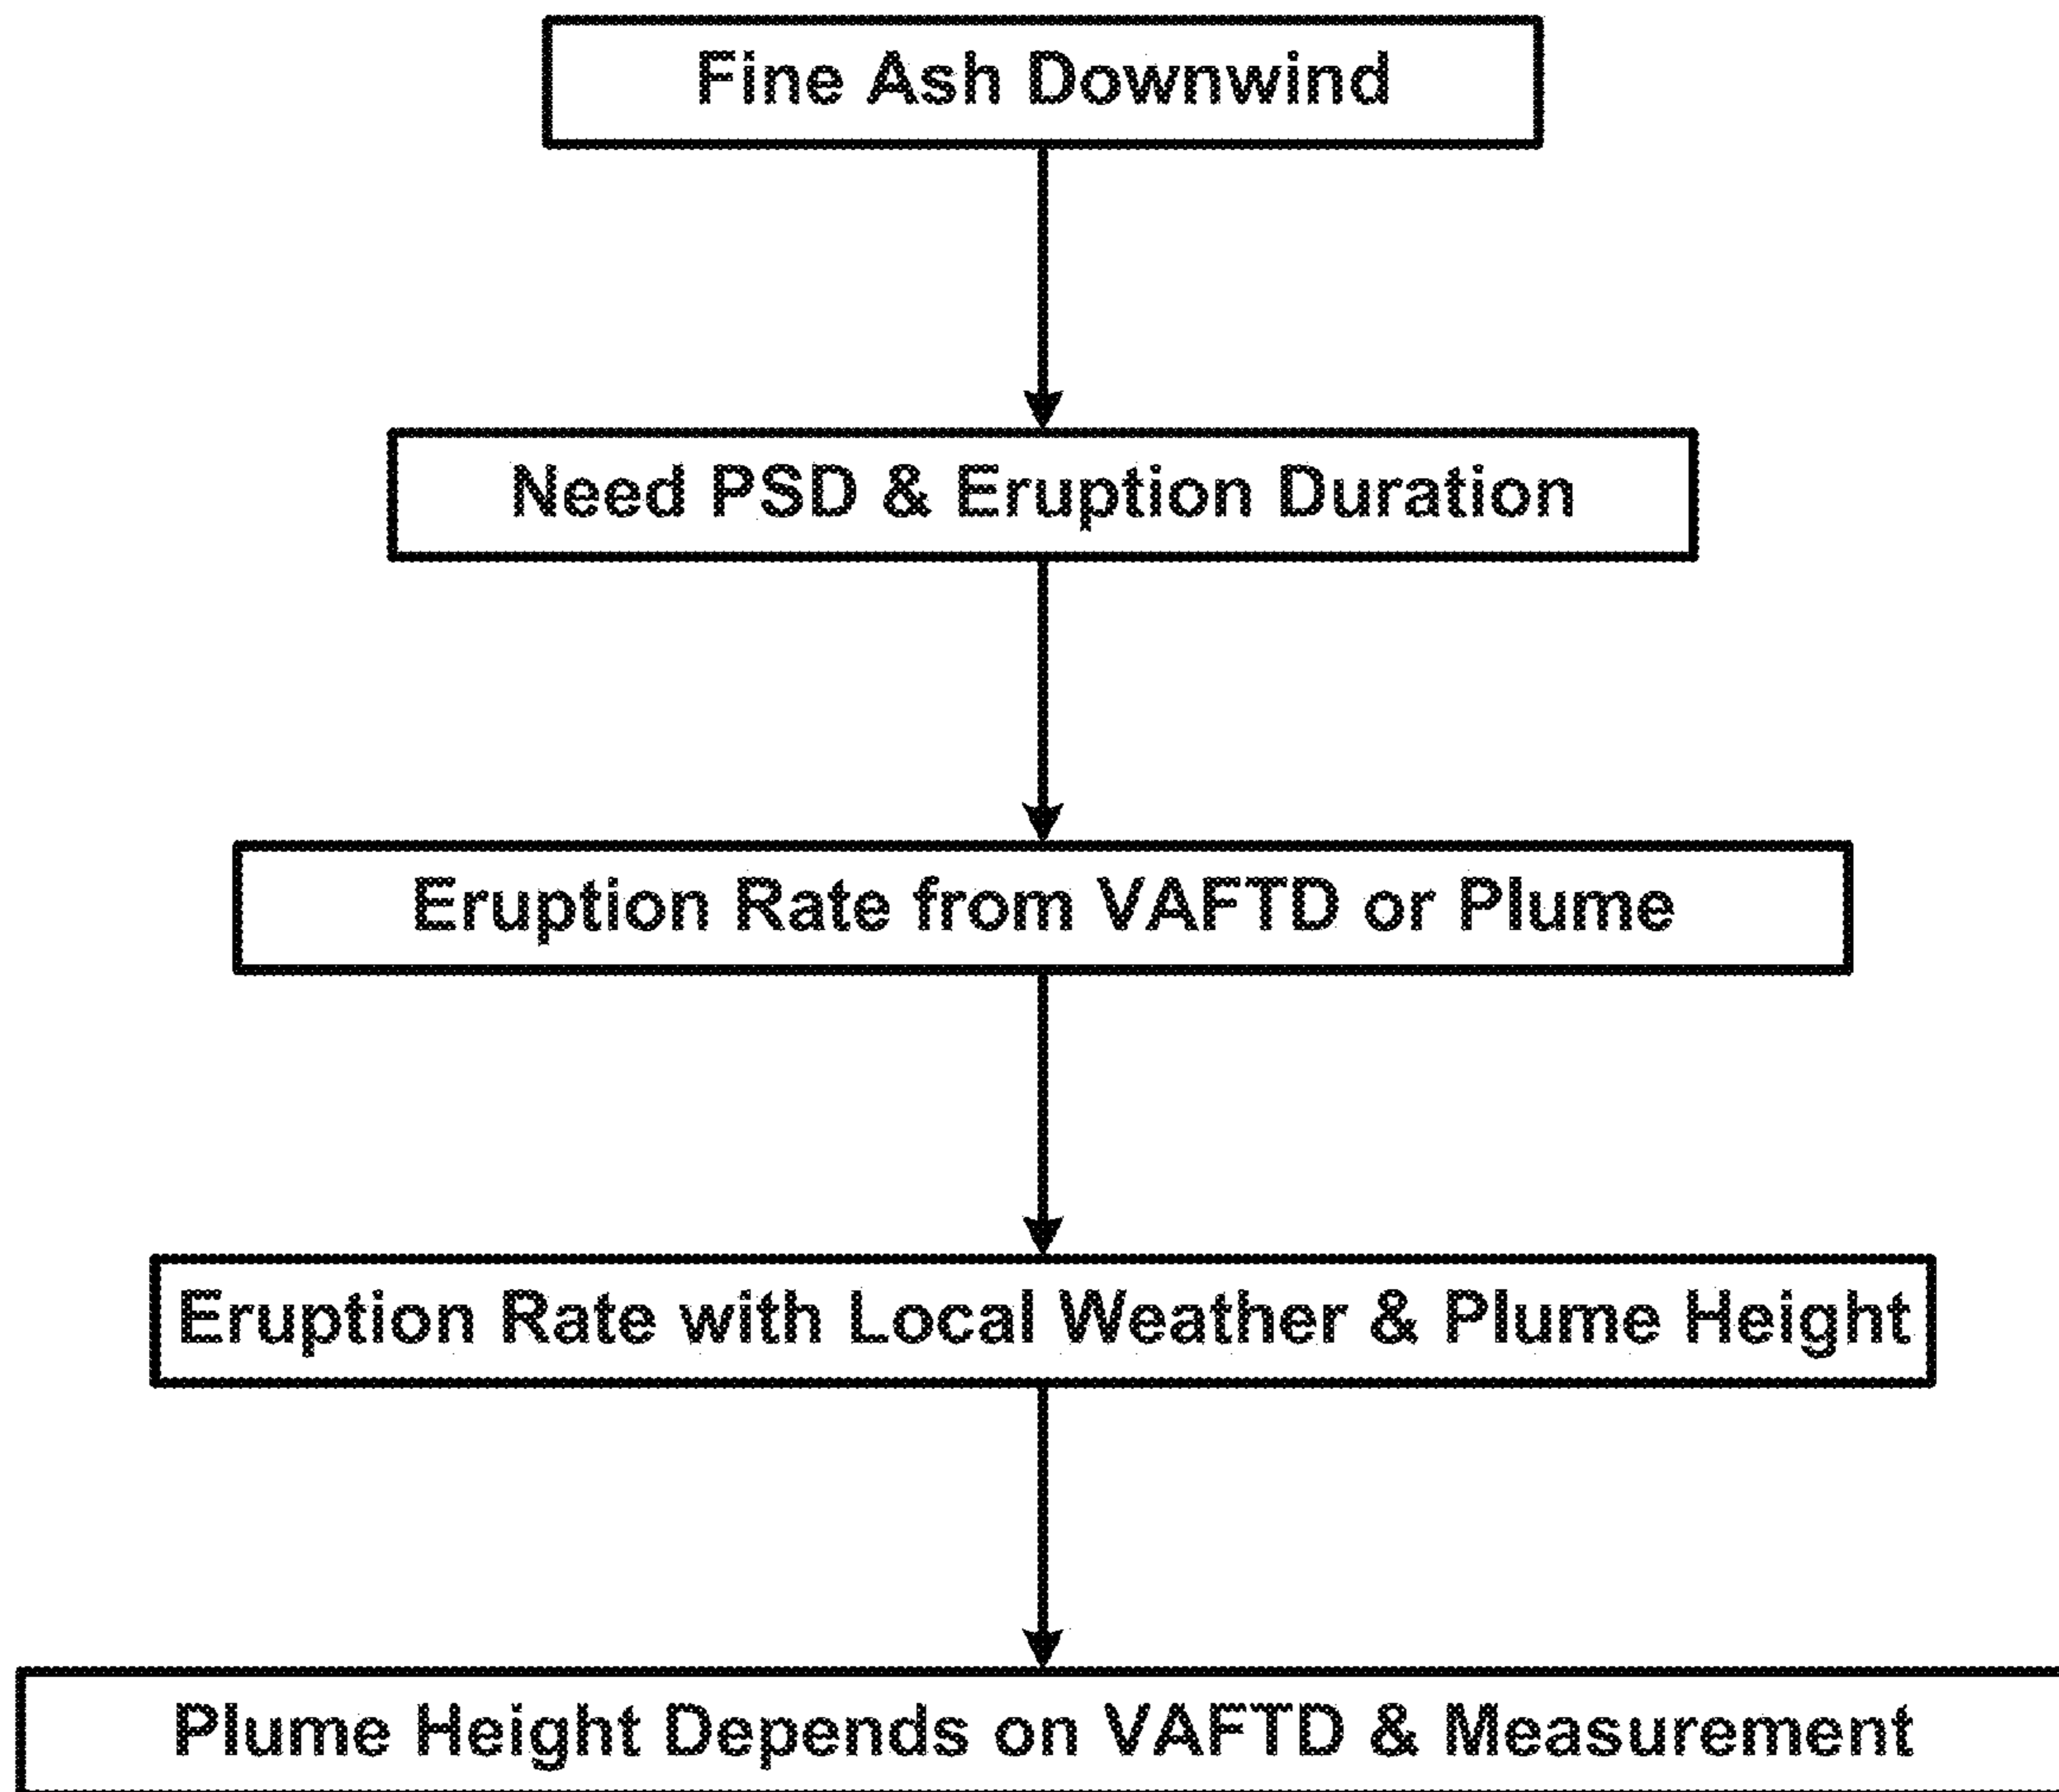 Fine Ash Downwind
Need PSD & Eruption Duration
Eruption Rate from VAFTD or Plume
Eruption Rate with Local Weather & Plume Height
Plume Height Depends on VAFTD & Measurement